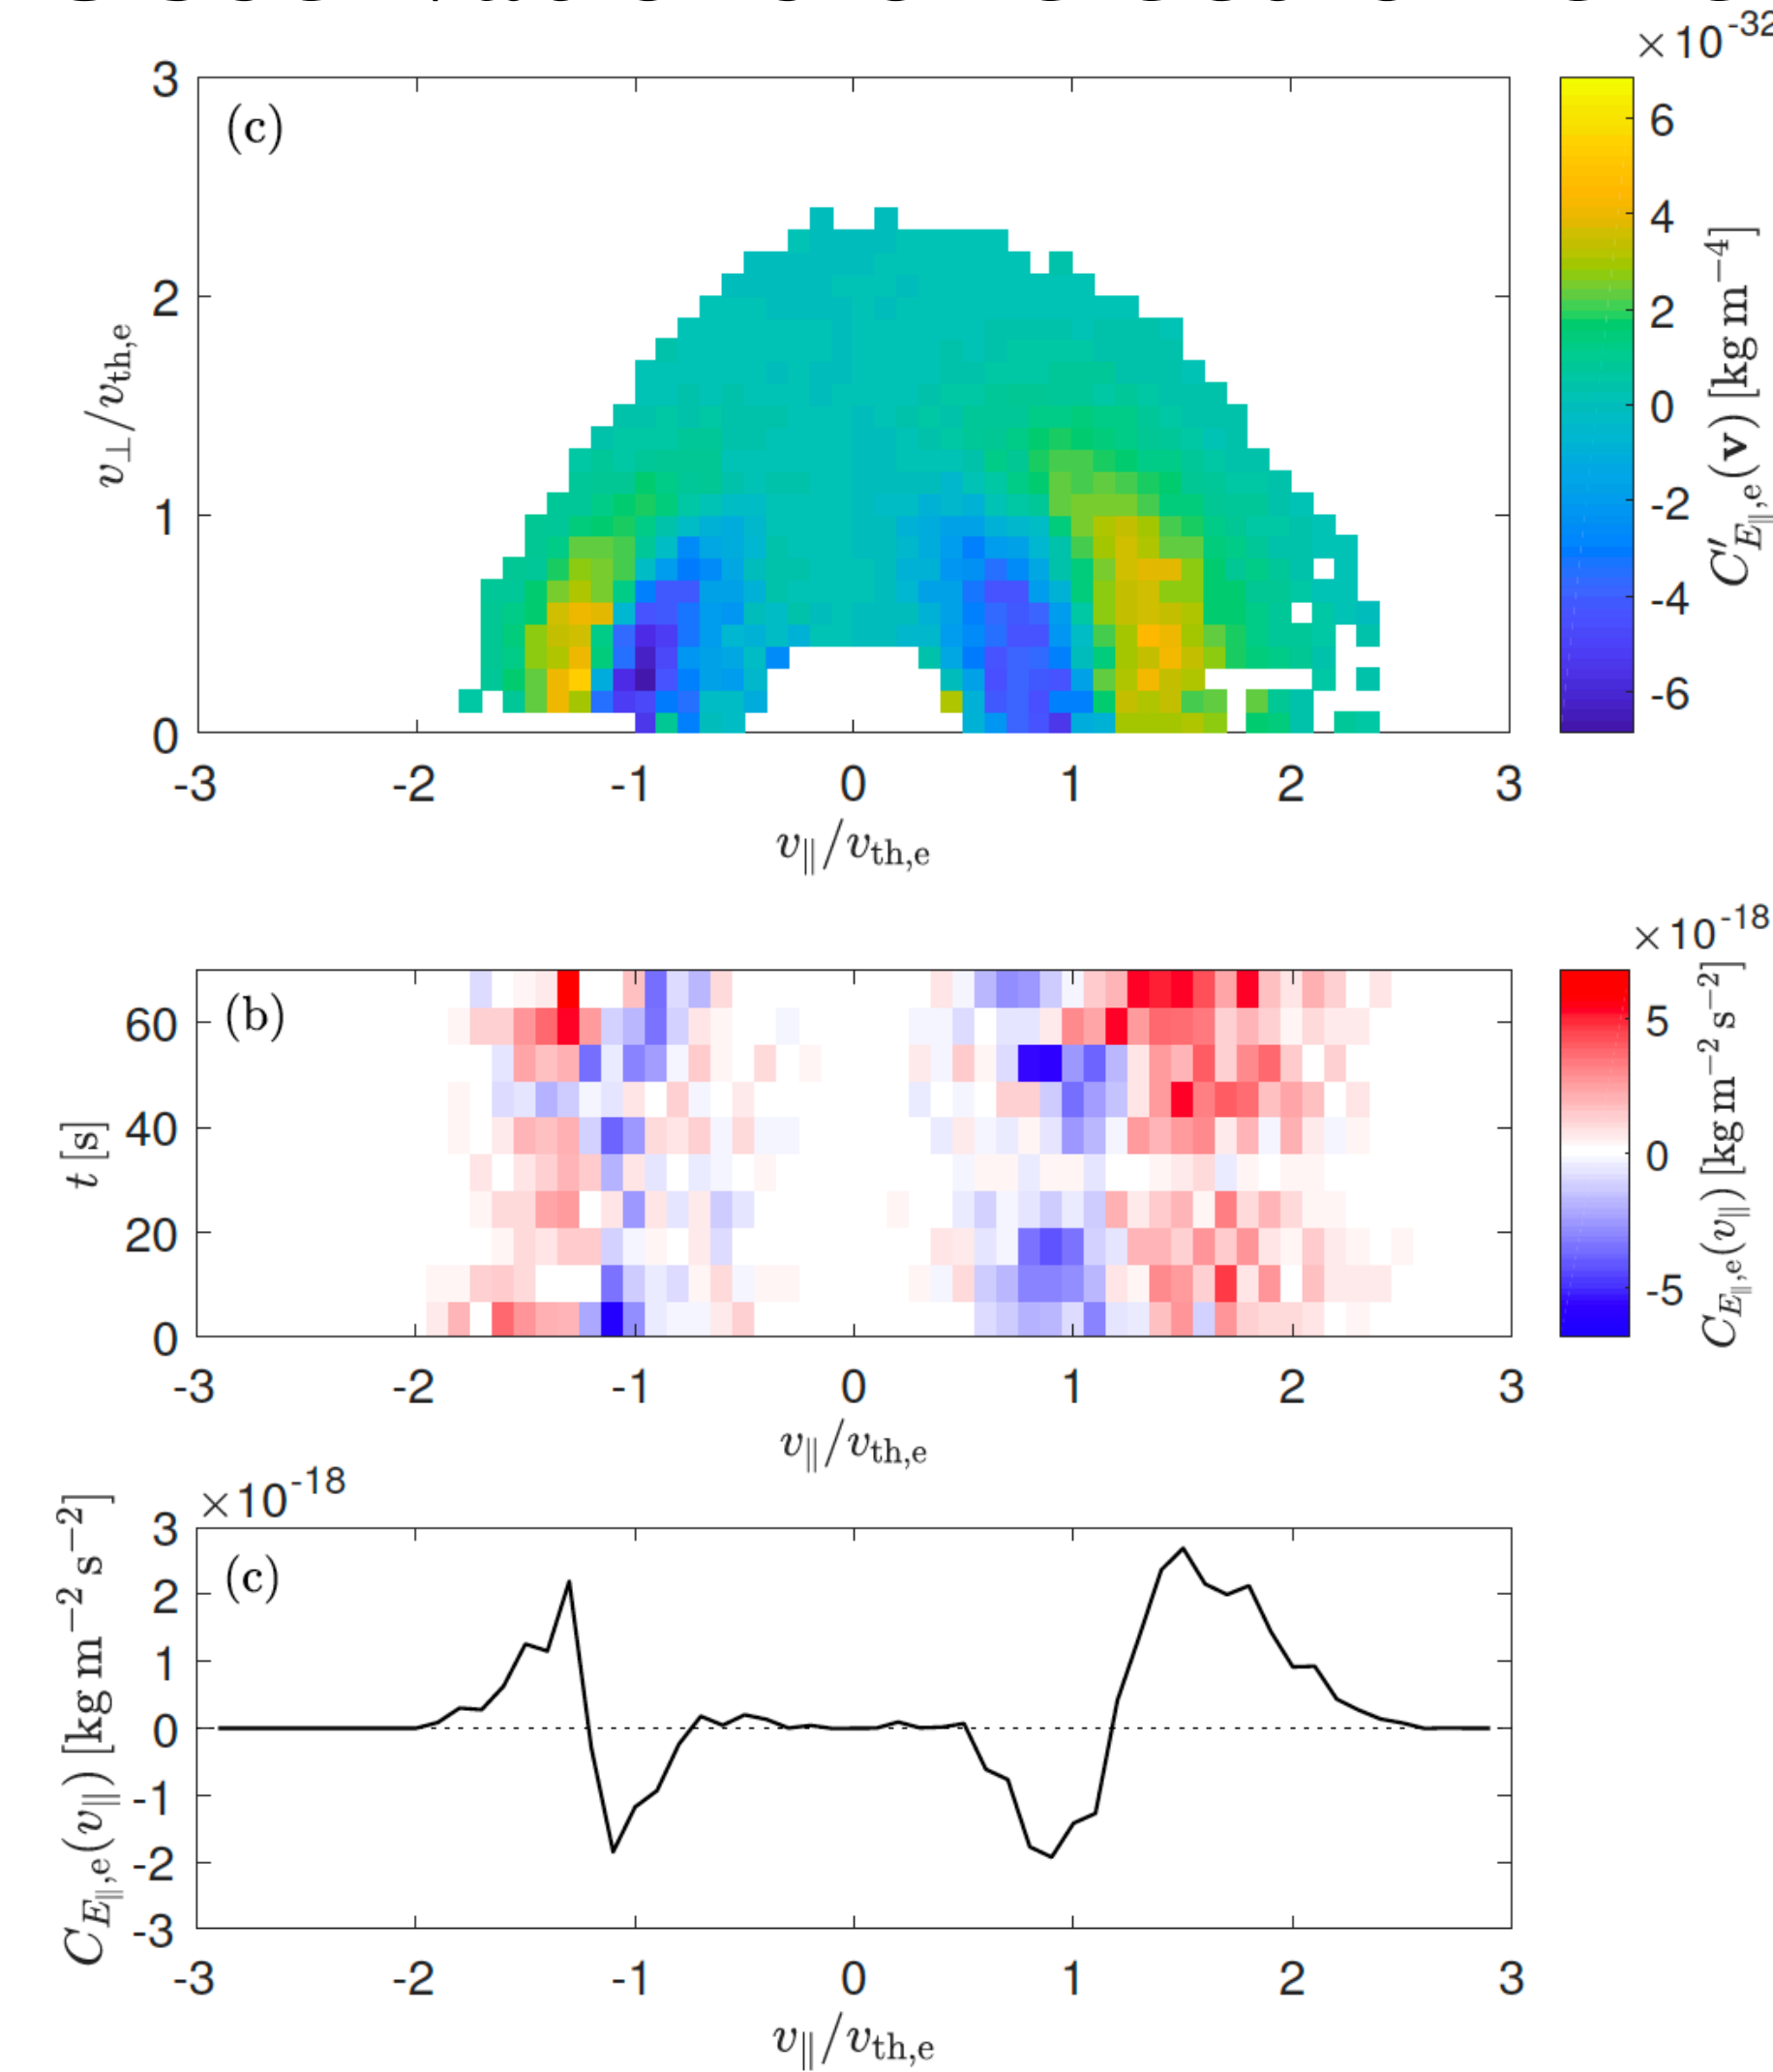 ×10⁻³²
(c)
3
2
1
0
v⊥/vth,e
-3 -2 -1 0 1 2 3
v∥/vth,e
6
4
2
0
-2
-4
-6
C′E∥,e(v) [kg m⁻⁴]
×10⁻¹⁸
(b)
60
40
20
0
t [s]
-3 -2 -1 0 1 2 3
v∥/vth,e
5
0
-5
CE∥,e(v∥) [kg m⁻² s⁻²]
×10⁻¹⁸
(c)
3
2
1
0
-1
-2
-3
CE∥,e(v∥) [kg m⁻² s⁻²]
-3 -2 -1 0 1 2 3
v∥/vth,e